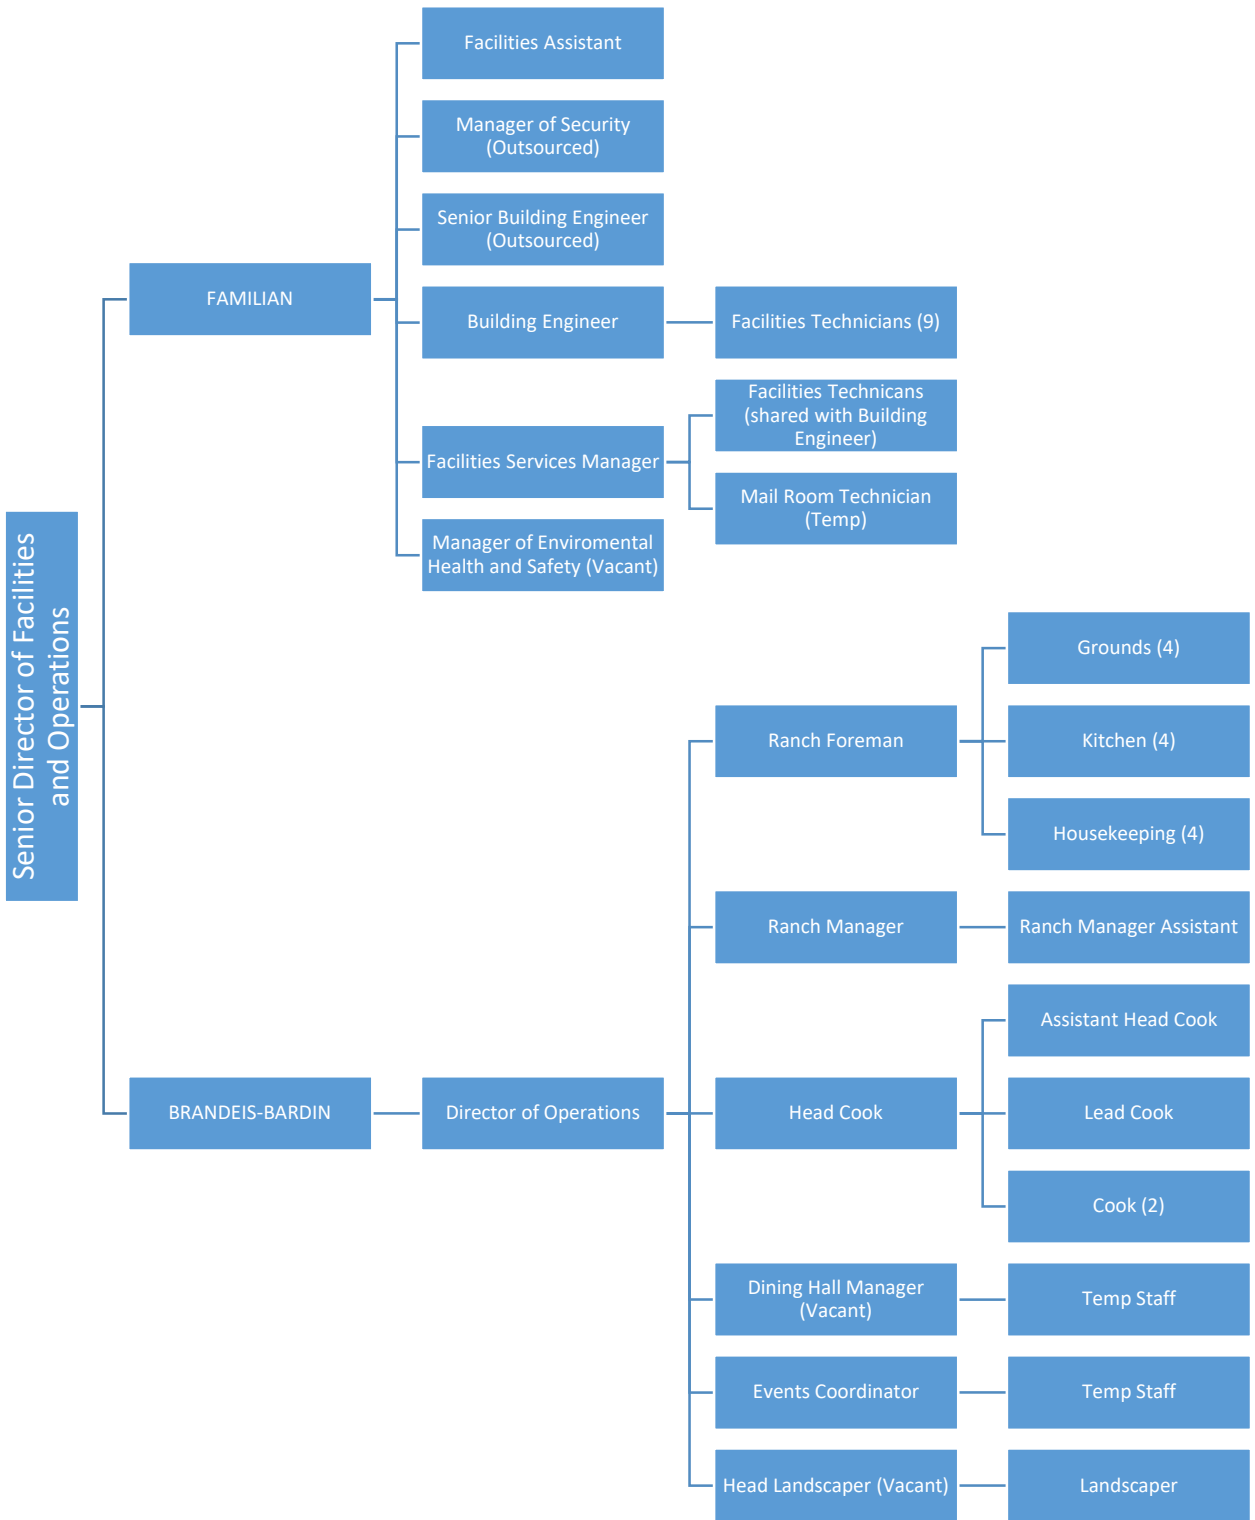 Senior Director of Facilities
and Operations
FAMILIAN
Facilities Assistant
Manager of Security
(Outsourced)
Senior Building Engineer
(Outsourced)
Building Engineer
Facilities Technicians (9)
Facilities Services Manager
Facilities Technicans
(shared with Building
Engineer)
Mail Room Technician
(Temp)
Manager of Enviromental
Health and Safety (Vacant)
BRANDEIS-BARDIN
Director of Operations
Ranch Foreman
Grounds (4)
Kitchen (4)
Housekeeping (4)
Ranch Manager
Ranch Manager Assistant
Head Cook
Assistant Head Cook
Lead Cook
Cook (2)
Dining Hall Manager
(Vacant)
Temp Staff
Events Coordinator
Temp Staff
Head Landscaper (Vacant)
Landscaper